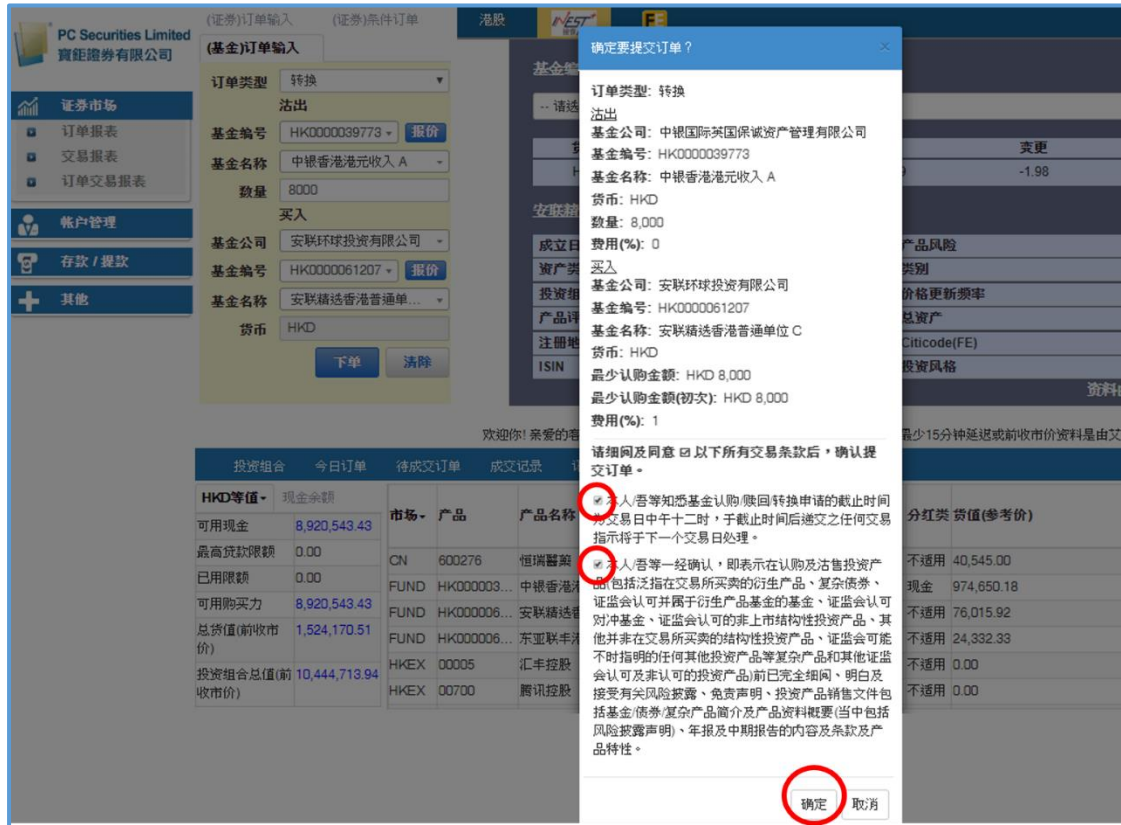 PC Securities Limited
寶鉅證券有限公司
证券市场
订单报表
交易报表
订单交易报表
帐户管理
存款 / 提款
其他
(证券)订单输入
(证券)条件订单
港股
INVEST
FE
(基金)订单输入
订单类型 转换
沽出
基金编号 HK0000039773 报价
基金名称 中银香港港元收入 A
数量 8000
买入
基金公司 安联环球投资有限公司
基金编号 HK0000061207 报价
基金名称 安联精选香港普通单...
货币 HKD
下单 清除
基金编
-- 请选
安联精
成立日
资产类
投资组
产品评
注册地
ISIN
变更
-1.98
产品风险
类别
价格更新频率
总资产
Citicode(FE)
投资风格
资料
欢迎你! 亲爱的客
最少15分钟延迟或前收市价资料是由艾
投资组合 今日订单 待成交订单 成交记录
HKD等值 现金余额
可用现金 8,920,543.43
最高贷款限额 0.00
已用限额 0.00
可用购买力 8,920,543.43
总货值(前收市价) 1,524,170.51
投资组合总值(前收市价) 10,444,713.94
市场 产品 产品名称 分红类 货值(参考价)
CN 600276 恒瑞醫藥 不适用 40,545.00
FUND HK000003... 中银香港 现金 974,650.18
FUND HK000006... 安联精选香 不适用 76,015.92
FUND HK000006... 东亚联丰 不适用 24,332.33
HKEX 00005 汇丰控股 不适用 0.00
HKEX 00700 腾讯控股 不适用 0.00
确定要提交订单？ ×
订单类型: 转换
沽出
基金公司: 中银国际英国保诚资产管理有限公司
基金编号: HK0000039773
基金名称: 中银香港港元收入 A
货币: HKD
数量: 8,000
费用(%): 0
买入
基金公司: 安联环球投资有限公司
基金编号: HK0000061207
基金名称: 安联精选香港普通单位 C
货币: HKD
最少认购金额: HKD 8,000
最少认购金额(初次): HKD 8,000
费用(%): 1
请细阅及同意 ☑ 以下所有交易条款后，确认提
交订单。
本人/吾等知悉基金认购/赎回/转换申请的截止时间
为交易日中午十二时，于截止时间后递交之任何交易
指示将于下一个交易日处理。
本人/吾等一经确认，即表示在认购及沽售投资产
品(包括泛指在交易所买卖的衍生产品、复杂债券、
证监会认可并属于衍生产品基金的基金、证监会认可
对冲基金、证监会认可的非上市结构性投资产品、其
他并非在交易所买卖的结构性投资产品、证监会可能
不时指明的任何其他投资产品等复杂产品和其他证监
会认可及非认可的投资产品)前已完全细阅、明白及
接受有关风险披露、免责声明、投资产品销售文件包
括基金/债券/复杂产品简介及产品资料概要(当中包括
风险披露声明)、年报及中期报告的内容及条款及产
品特性。
确定 取消